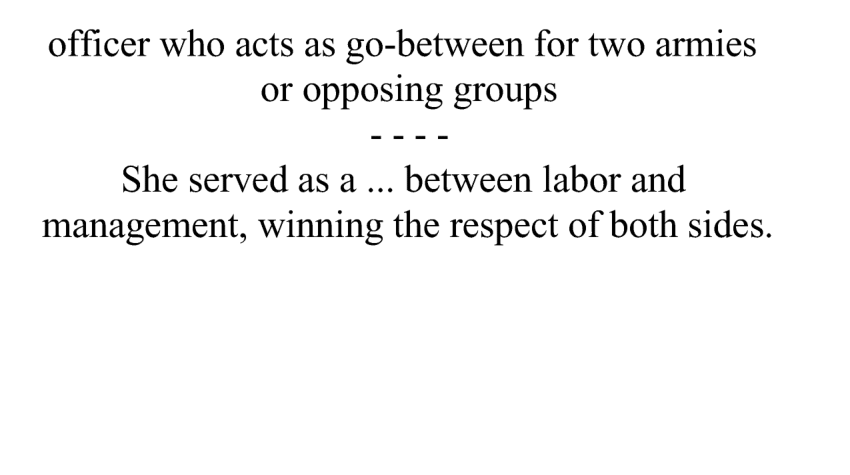 officer who acts as go-between for two armies
or opposing groups
- - - -
She served as a ... between labor and
management, winning the respect of both sides.